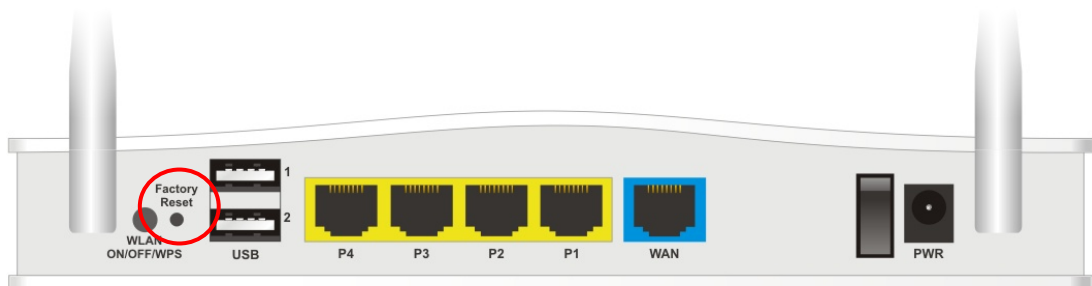 Factory
Reset
1
2
WLAN
ON/OFF/WPS
USB
P4
P3
P2
P1
WAN
PWR